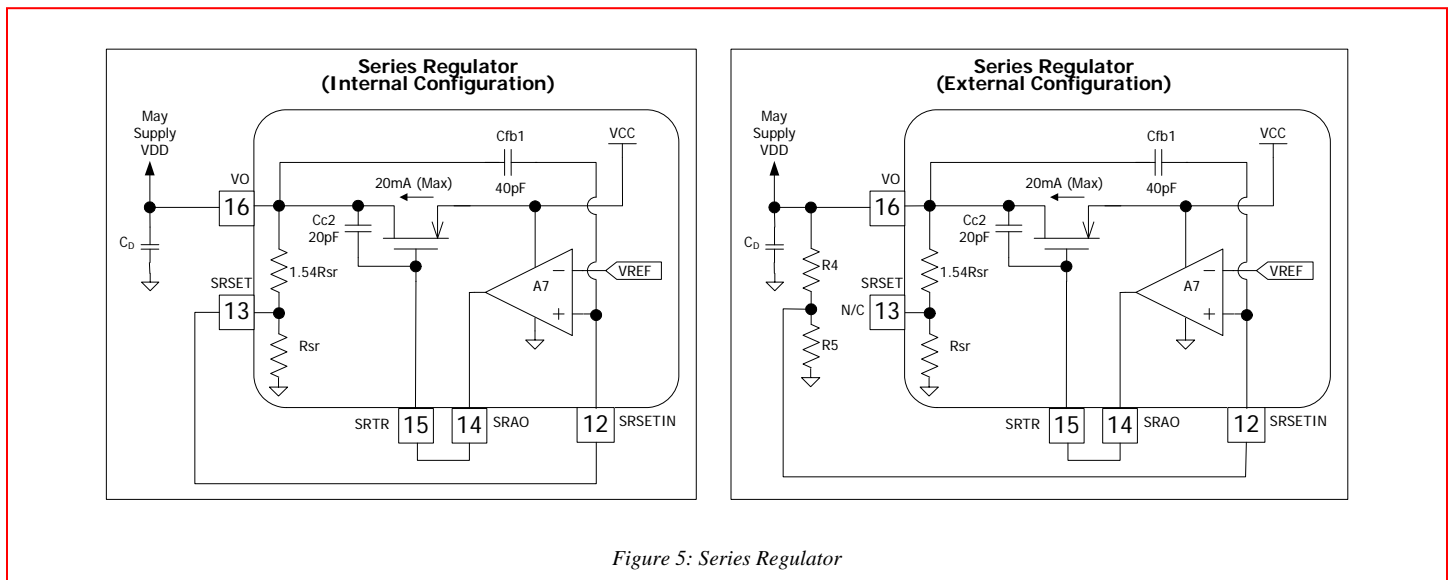 Series Regulator
(Internal Configuration)
May
Supply
VDD
VO
16
C_D
SRSET
13
1.54Rsr
Rsr
Cc2
20pF
20mA (Max)
Cfb1
40pF
VCC
A7
−
+
VREF
SRTR
15
14
SRAO
12
SRSETIN
Series Regulator
(External Configuration)
May
Supply
VDD
VO
16
C_D
R4
R5
SRSET
N/C
13
1.54Rsr
Rsr
Cc2
20pF
20mA (Max)
Cfb1
40pF
VCC
A7
−
+
VREF
SRTR
15
14
SRAO
12
SRSETIN
Figure 5: Series Regulator